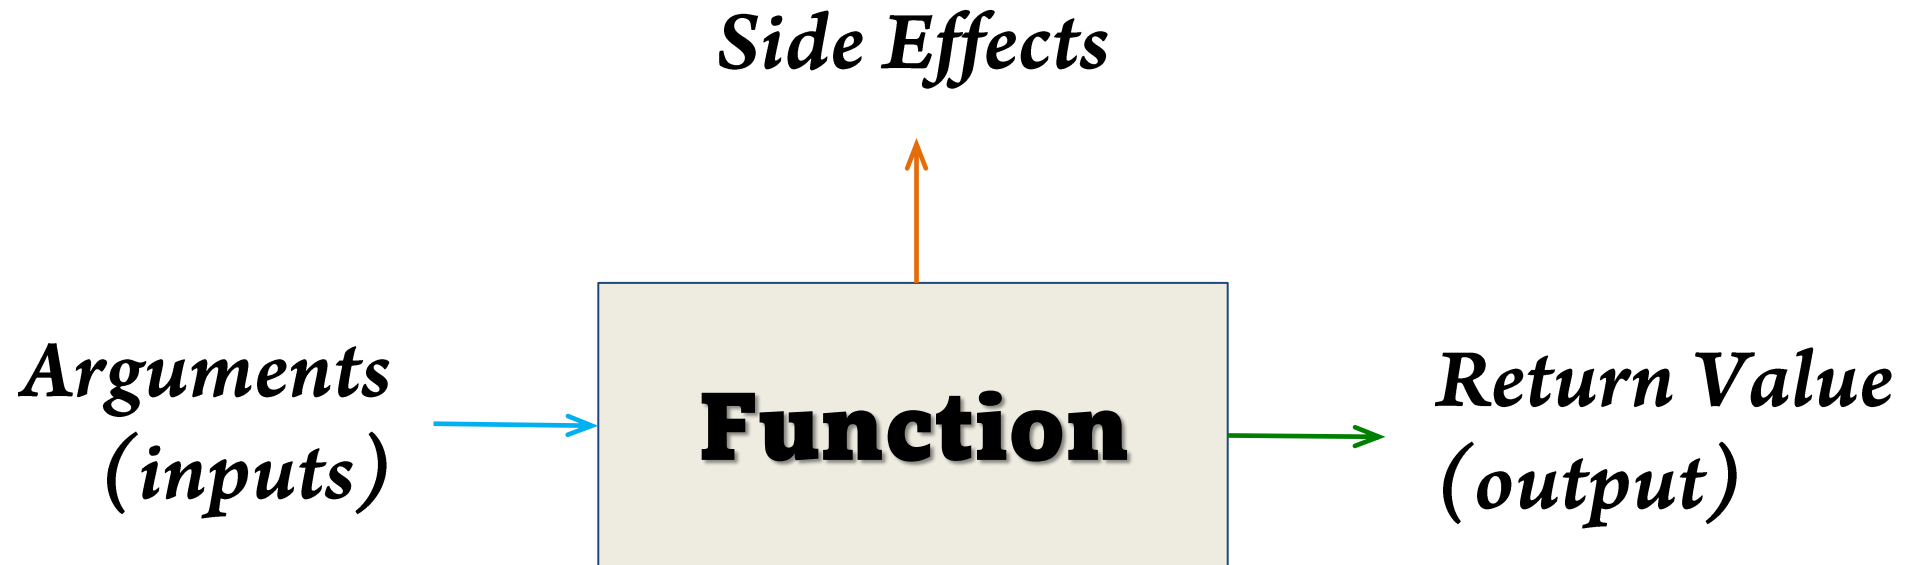 Side Effects
Arguments
(inputs)
Function
Return Value
(output)